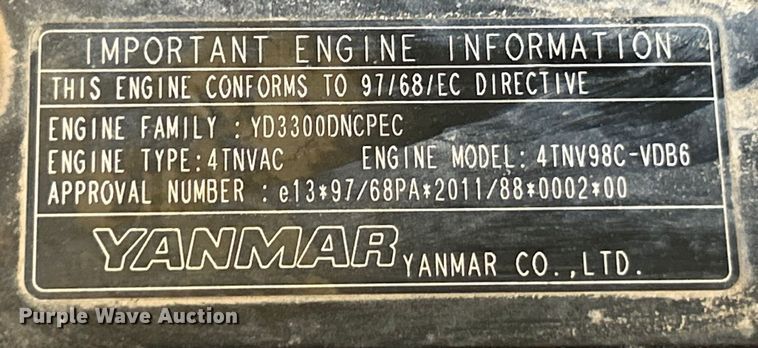 IMPORTANT ENGINE INFORMATION
THIS ENGINE CONFORMS TO 97/68/EC DIRECTIVE
ENGINE FAMILY : YD3300DNCPEC
ENGINE TYPE:4TNVAC ENGINE MODEL: 4TNV98C-VDB6
APPROVAL NUMBER : e13*97/68PA*2011/88*0002*00
YANMAR YANMAR CO.,LTD.
Purple Wave Auction